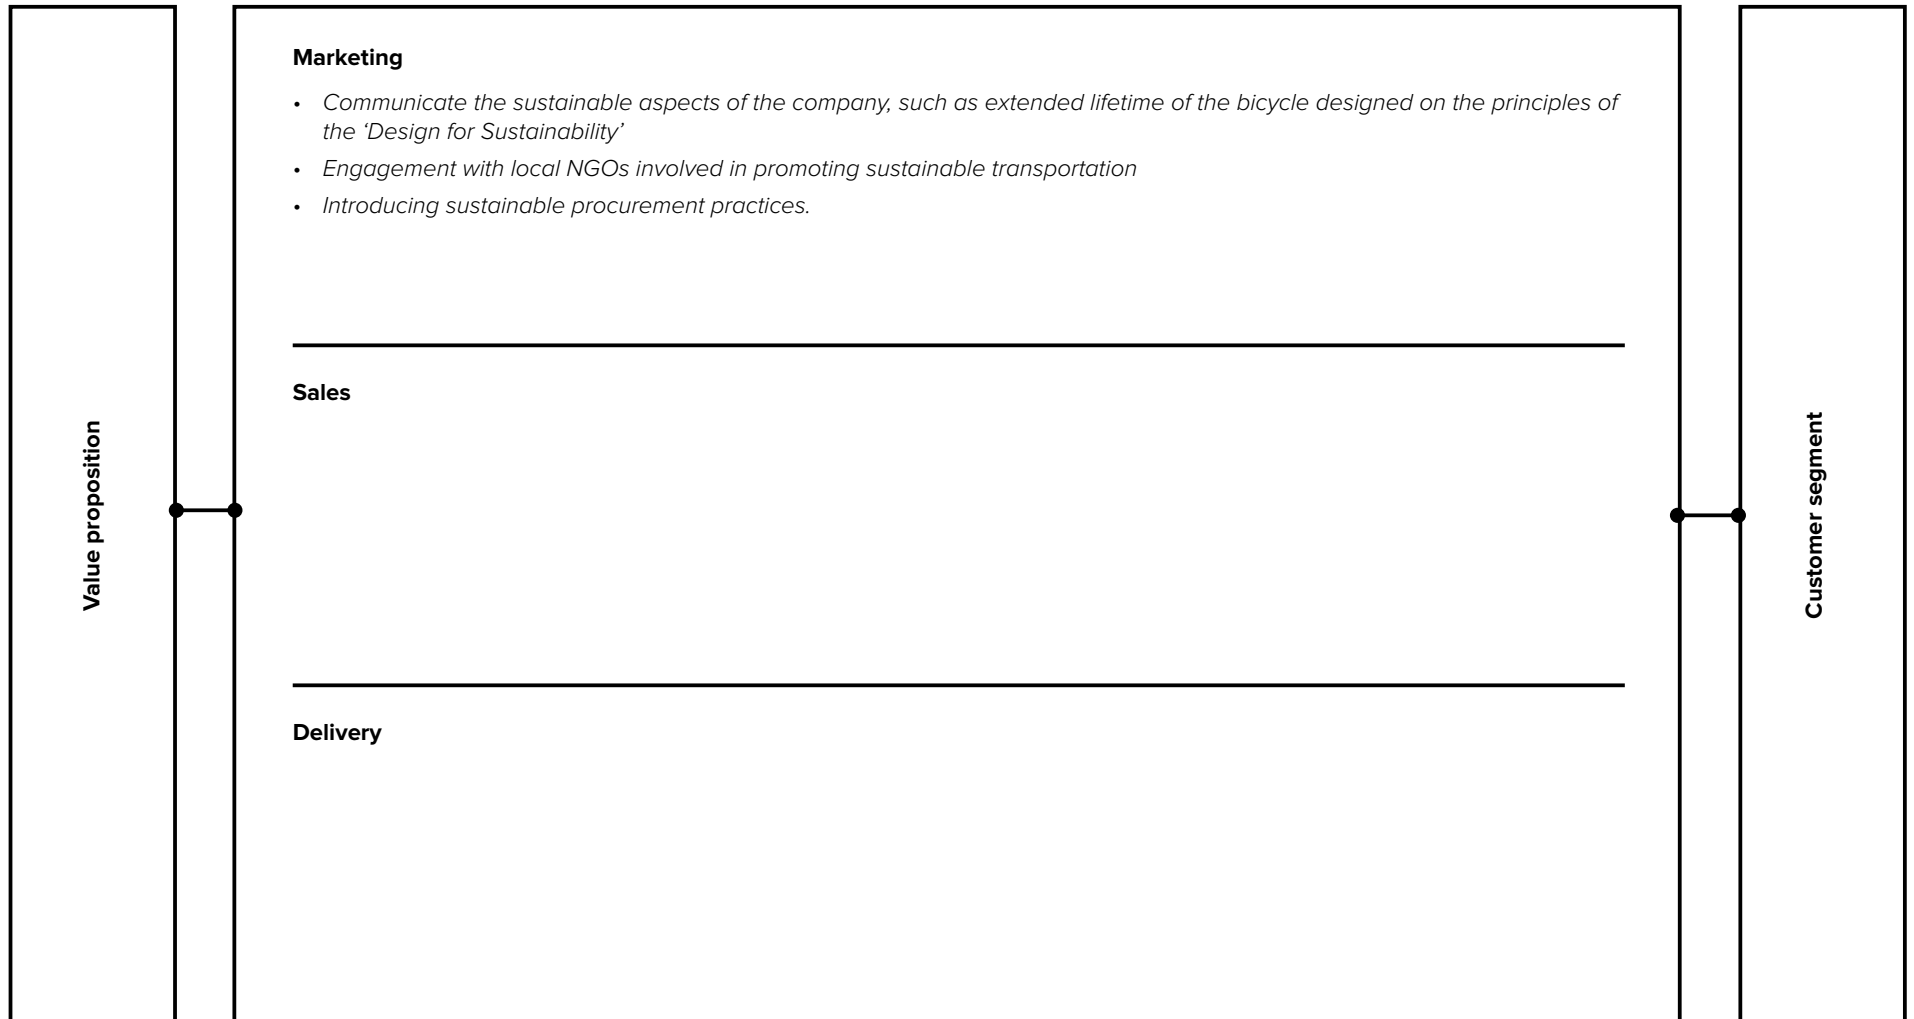 Marketing
• Communicate the sustainable aspects of the company, such as extended lifetime of the bicycle designed on the principles of
the ‘Design for Sustainability’
• Engagement with local NGOs involved in promoting sustainable transportation
• Introducing sustainable procurement practices.
Sales
Value proposition
Customer segment
Delivery